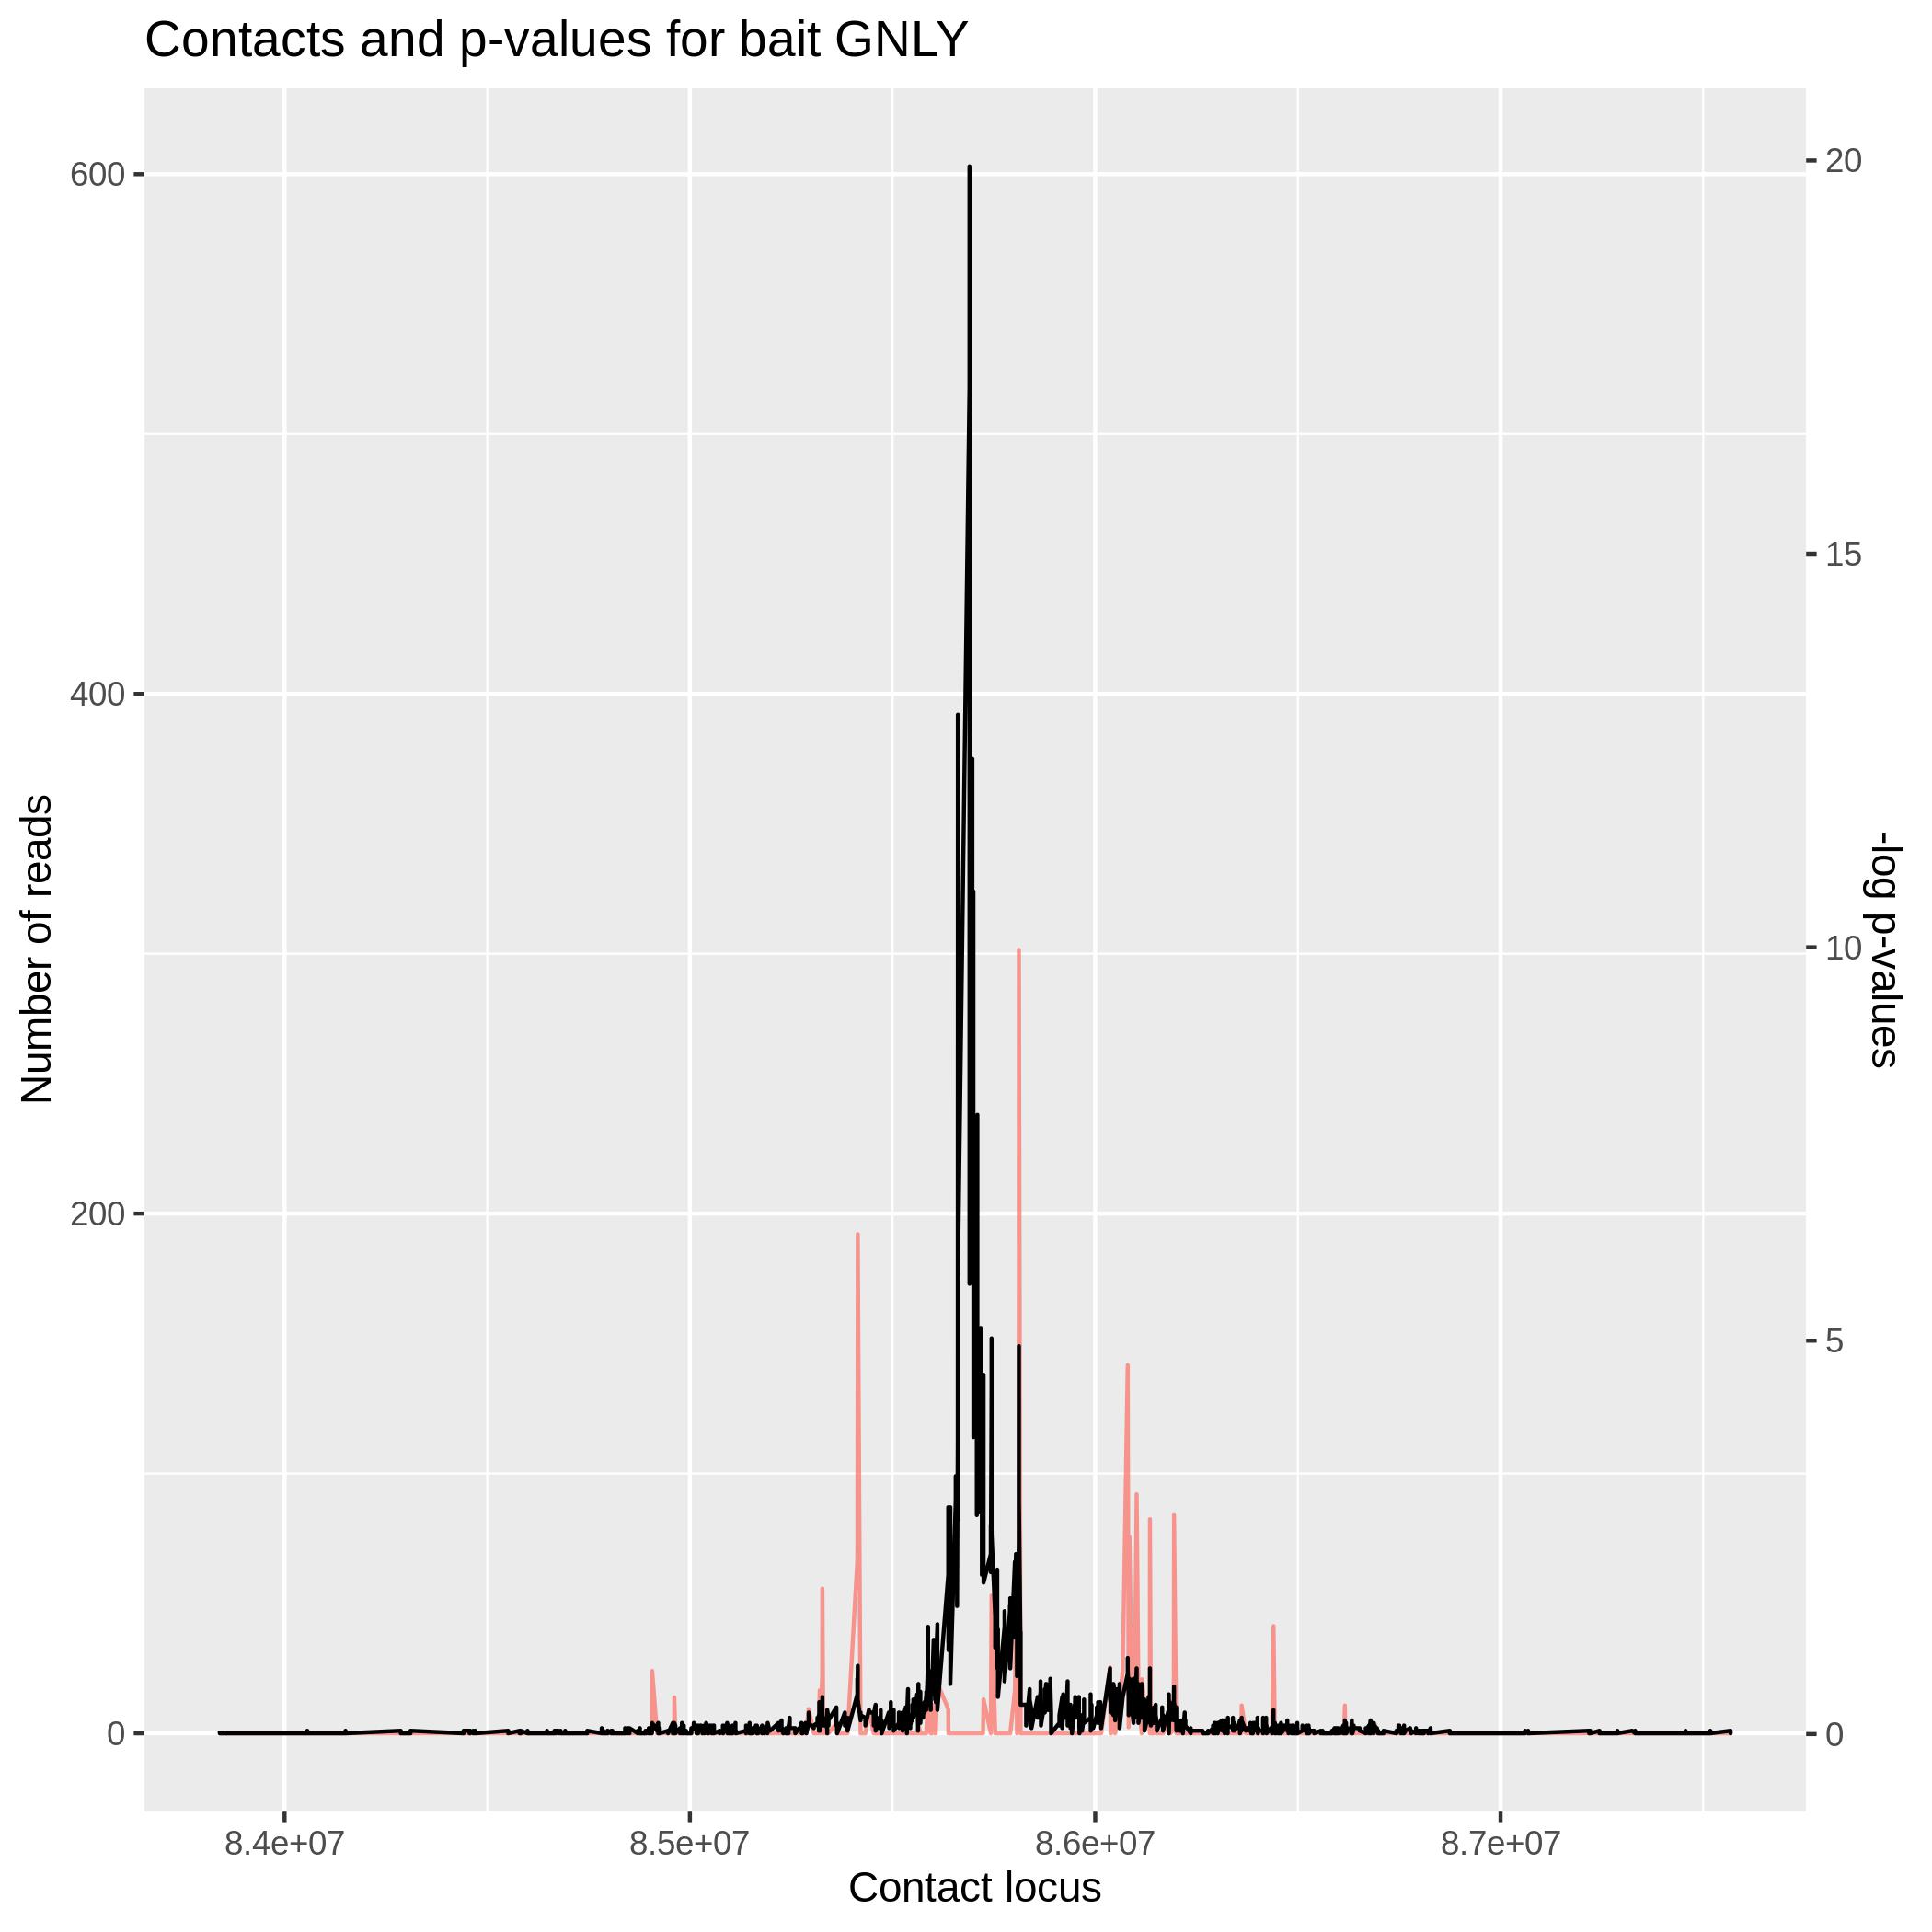 Contacts and p-values for bait GNLY
600
400
200
0
Number of reads
20
15
10
5
0
-log p-values
8.4e+07
8.5e+07
8.6e+07
8.7e+07
Contact locus